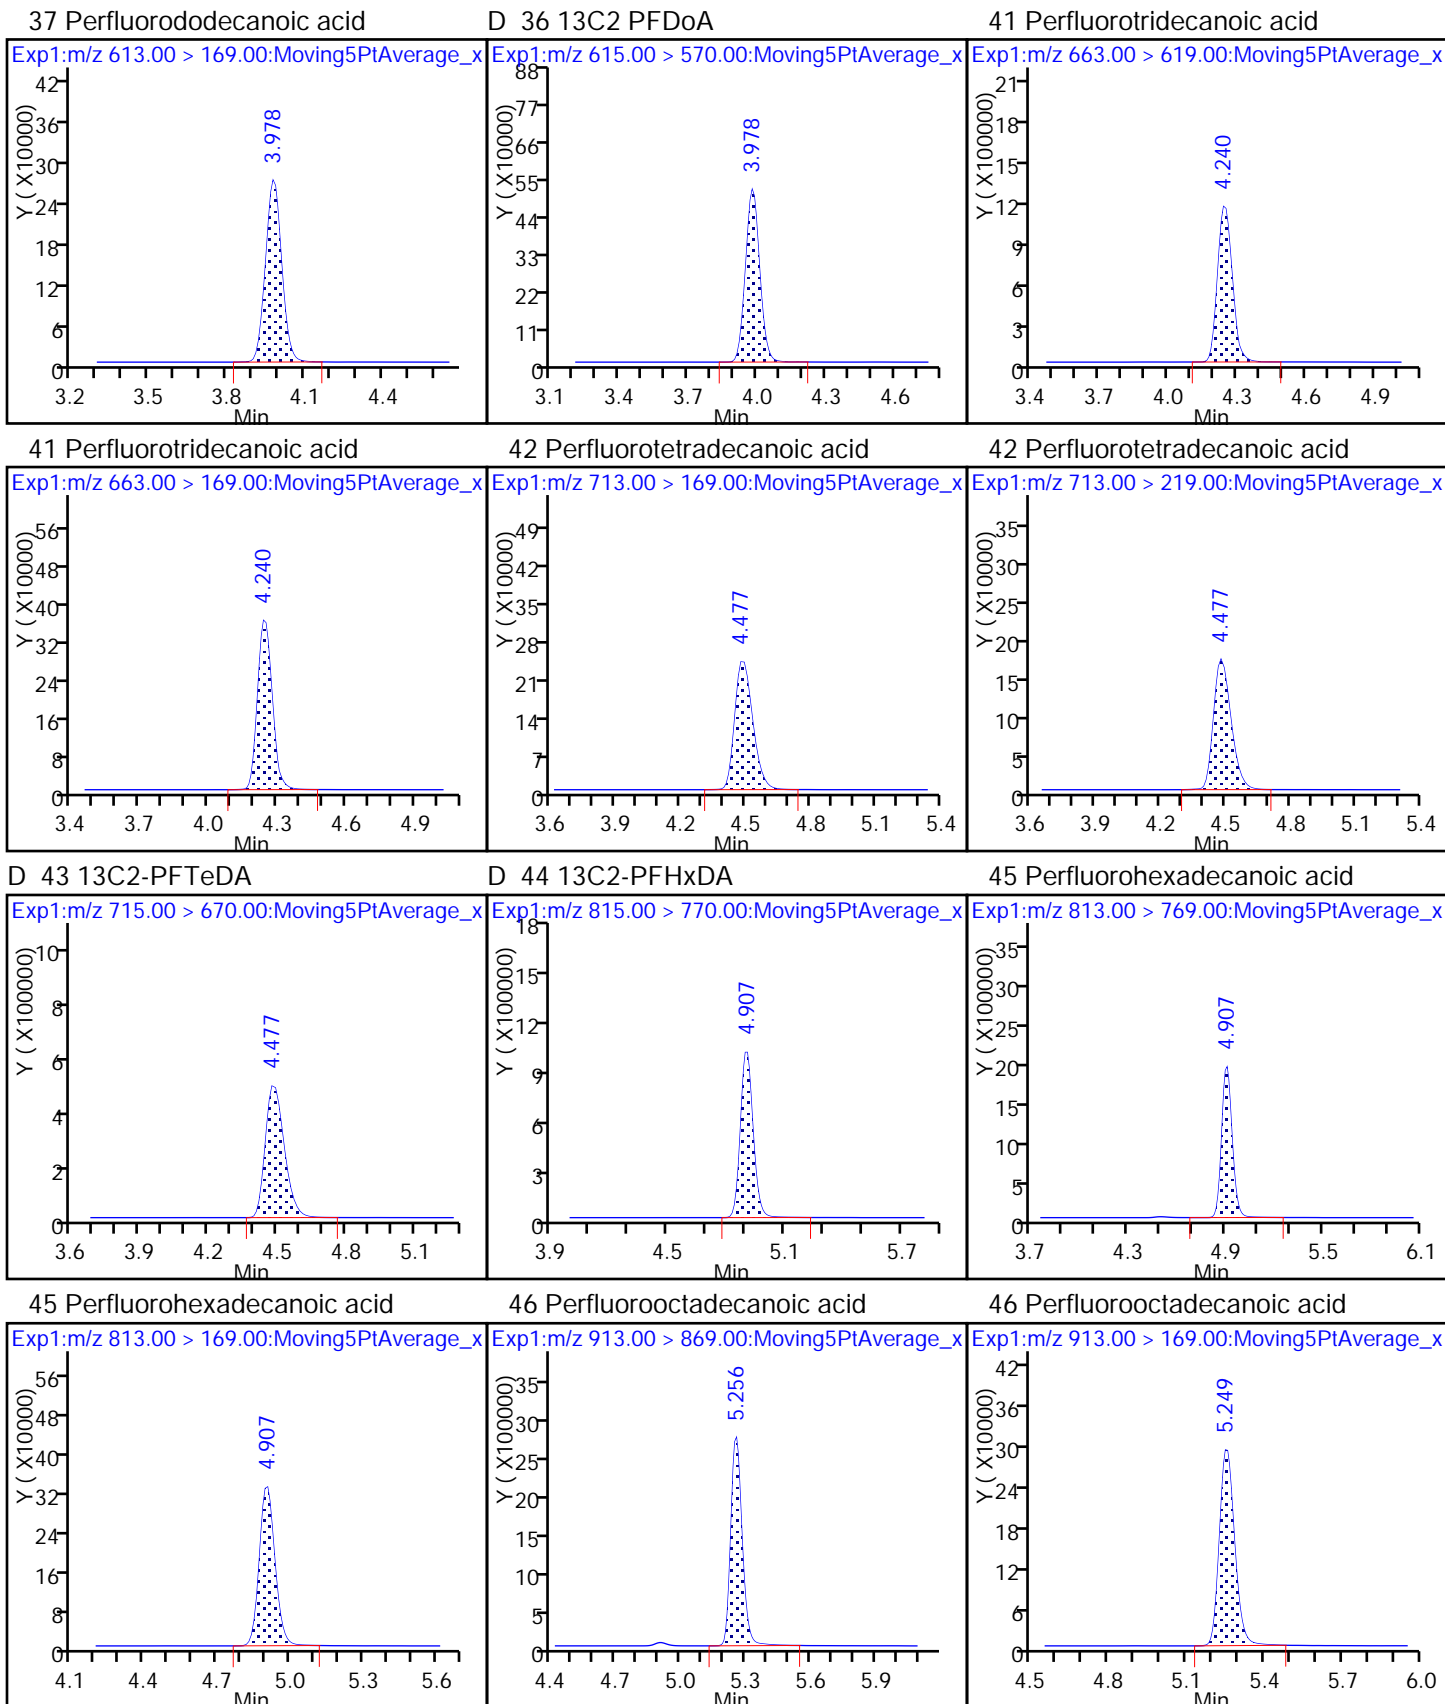 37 Perfluorododecanoic acid
Exp1:m/z 613.00 > 169.00:Moving5PtAverage_x
Y ( X10000)
42
36
30
24
18
12
6
0
3.978
3.2 3.5 3.8 4.1 4.4
Min
D 36 13C2 PFDoA
Exp1:m/z 615.00 > 570.00:Moving5PtAverage_x
Y ( X10000)
88
77
66
55
44
33
22
11
0
3.978
3.1 3.4 3.7 4.0 4.3 4.6
Min
41 Perfluorotridecanoic acid
Exp1:m/z 663.00 > 619.00:Moving5PtAverage_x
Y ( X100000)
21
18
15
12
9
6
3
0
4.240
3.4 3.7 4.0 4.3 4.6 4.9
Min
41 Perfluorotridecanoic acid
Exp1:m/z 663.00 > 169.00:Moving5PtAverage_x
Y ( X10000)
56
48
40
32
24
16
8
0
4.240
3.4 3.7 4.0 4.3 4.6 4.9
Min
42 Perfluorotetradecanoic acid
Exp1:m/z 713.00 > 169.00:Moving5PtAverage_x
Y ( X10000)
49
42
35
28
21
14
7
0
4.477
3.6 3.9 4.2 4.5 4.8 5.1 5.4
Min
42 Perfluorotetradecanoic acid
Exp1:m/z 713.00 > 219.00:Moving5PtAverage_x
Y ( X10000)
35
30
25
20
15
10
5
0
4.477
3.6 3.9 4.2 4.5 4.8 5.1 5.4
Min
D 43 13C2-PFTeDA
Exp1:m/z 715.00 > 670.00:Moving5PtAverage_x
Y ( X100000)
10
8
6
4
2
0
4.477
3.6 3.9 4.2 4.5 4.8 5.1
Min
D 44 13C2-PFHxDA
Exp1:m/z 815.00 > 770.00:Moving5PtAverage_x
Y ( X100000)
18
15
12
9
6
3
0
4.907
3.9 4.5 5.1 5.7
Min
45 Perfluorohexadecanoic acid
Exp1:m/z 813.00 > 769.00:Moving5PtAverage_x
Y ( X100000)
35
30
25
20
15
10
5
0
4.907
3.7 4.3 4.9 5.5 6.1
Min
45 Perfluorohexadecanoic acid
Exp1:m/z 813.00 > 169.00:Moving5PtAverage_x
Y ( X10000)
56
48
40
32
24
16
8
0
4.907
4.1 4.4 4.7 5.0 5.3 5.6
Min
46 Perfluorooctadecanoic acid
Exp1:m/z 913.00 > 869.00:Moving5PtAverage_x
Y ( X100000)
35
30
25
20
15
10
5
0
5.256
4.4 4.7 5.0 5.3 5.6 5.9
Min
46 Perfluorooctadecanoic acid
Exp1:m/z 913.00 > 169.00:Moving5PtAverage_x
Y ( X10000)
42
36
30
24
18
12
6
0
5.249
4.5 4.8 5.1 5.4 5.7 6.0
Min